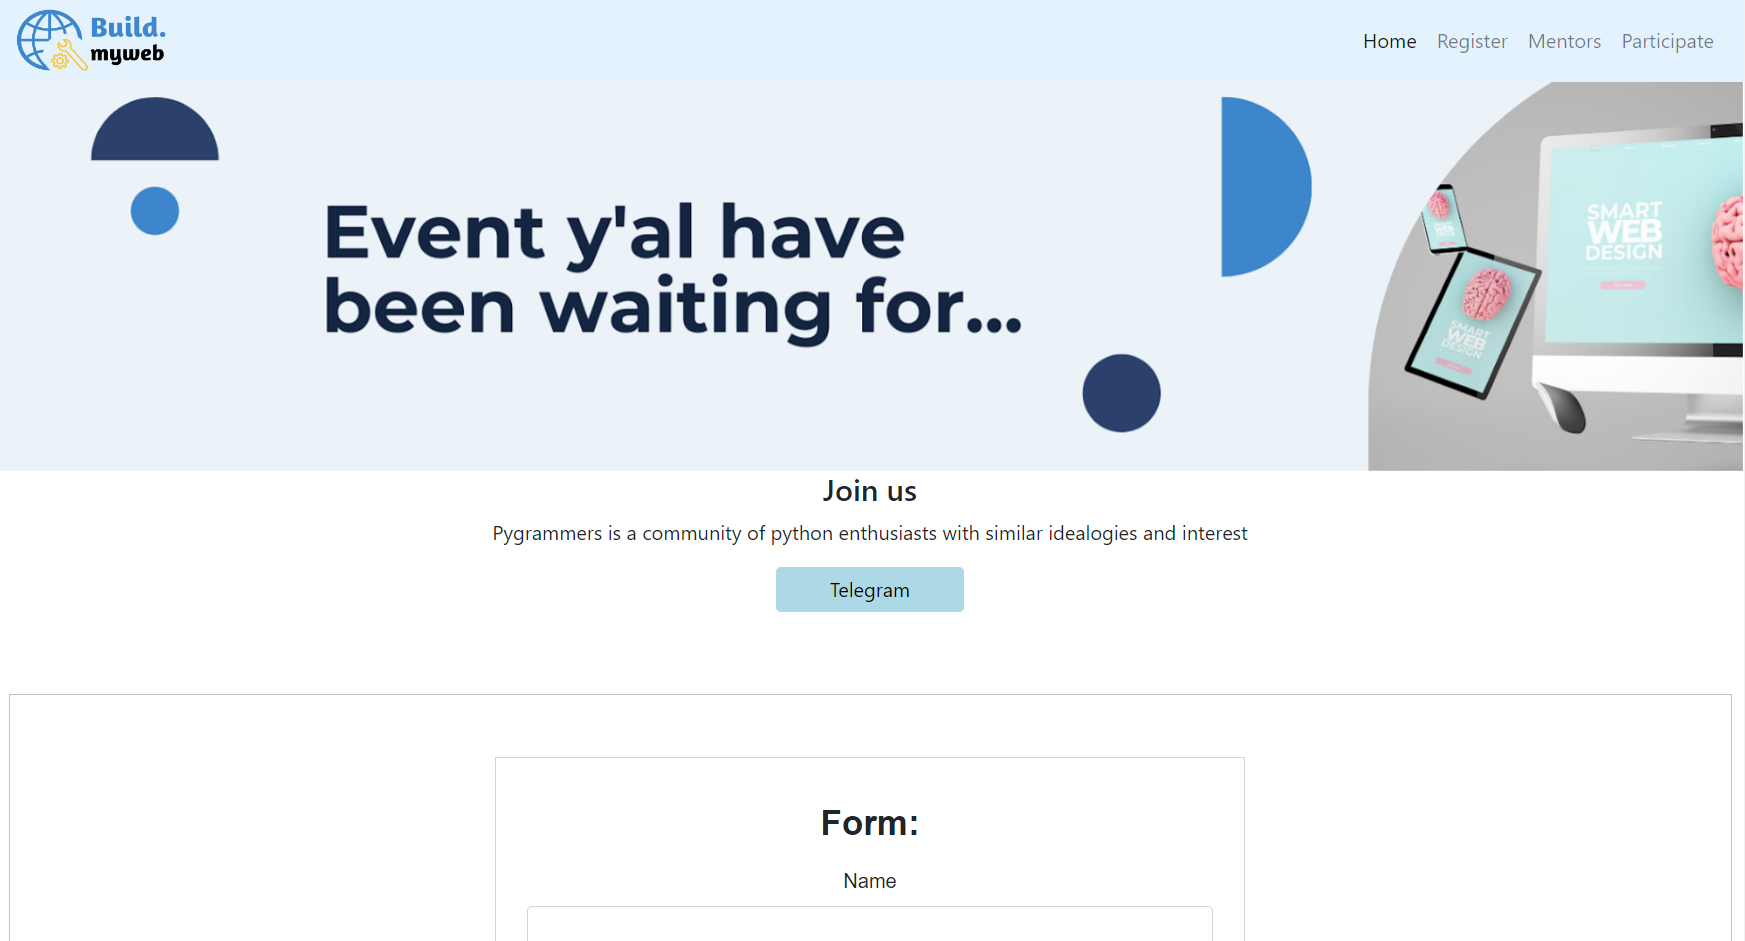 Build.
myweb
Home Register Mentors Participate
Event y'al have
been waiting for...
SMART
WEB
DESIGN
SMART
WEB
DESIGN
Join us
Pygrammers is a community of python enthusiasts with similar idealogies and interest
Telegram
Form:
Name